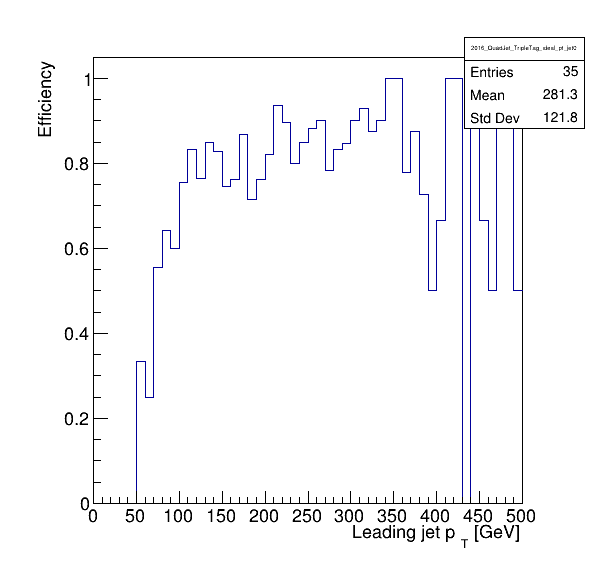 2016_QuadJet_TripleTag_ideal_pt_jet0
Entries 35
Mean 281.3
Std Dev 121.8
Efficiency
1
0.8
0.6
0.4
0.2
0
0 50 100 150 200 250 300 350 400 450 500
Leading jet p T [GeV]